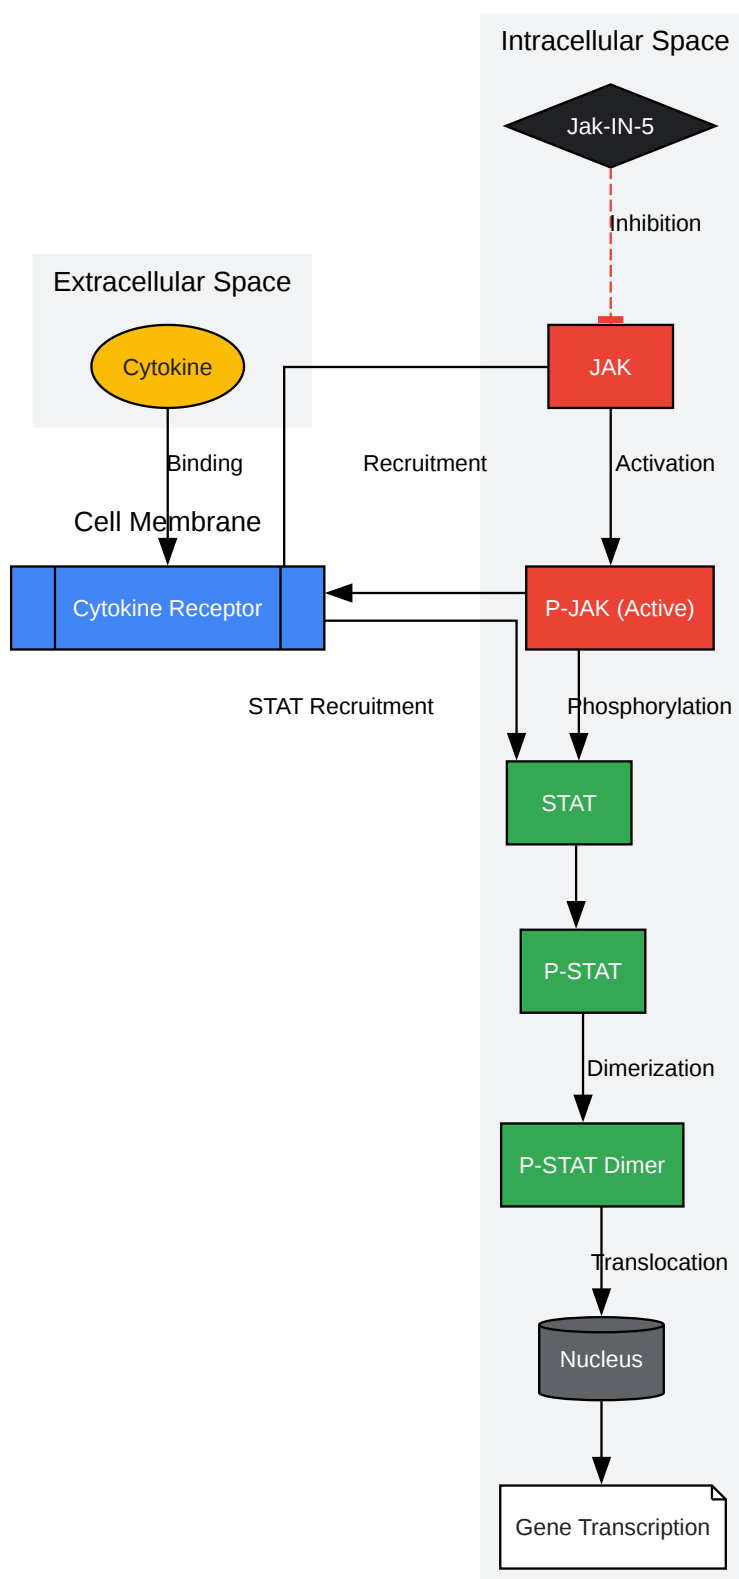 Intracellular Space
Jak-IN-5
Inhibition
Extracellular Space
Cytokine
JAK
Binding
Recruitment
Activation
Cell Membrane
Cytokine Receptor
P-JAK (Active)
STAT Recruitment
Phosphorylation
STAT
P-STAT
Dimerization
P-STAT Dimer
Translocation
Nucleus
Gene Transcription